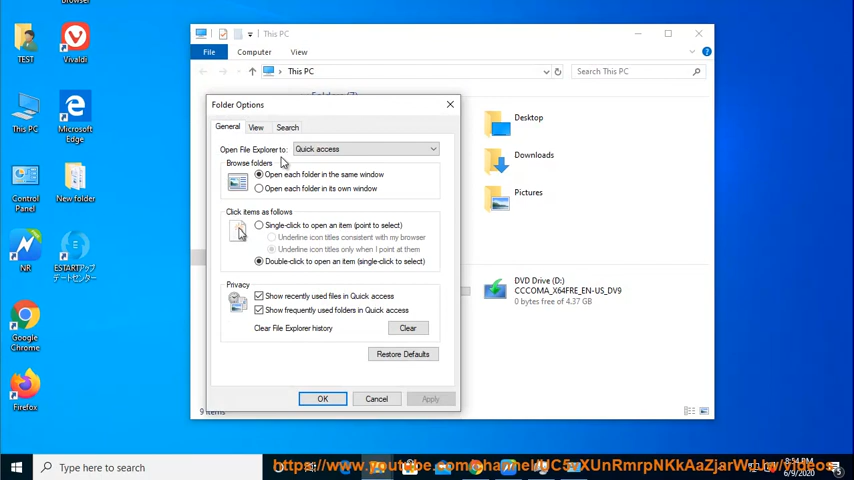 TEST
Vivaldi
This PC
Microsoft
Edge
Control
Panel
New folder
NR
ESTARTアップ
デートセンター
Google
Chrome
Firefox
This PC
File
Computer
View
This PC
Search This PC
Desktop
Downloads
Pictures
DVD Drive (D:)
CCCOMA_X64FRE_EN-US_DV9
0 bytes free of 4.37 GB
Folder Options
General
View
Search
Open File Explorer to:
Quick access
Browse folders
Open each folder in the same window
Open each folder in its own window
Click items as follows
Single-click to open an item (point to select)
Underline icon titles consistent with my browser
Underline icon titles only when I point at them
Double-click to open an item (single-click to select)
Privacy
Show recently used files in Quick access
Show frequently used folders in Quick access
Clear File Explorer history
Clear
Restore Defaults
OK
Cancel
Apply
Type here to search
8:54 PM
6/9/2020